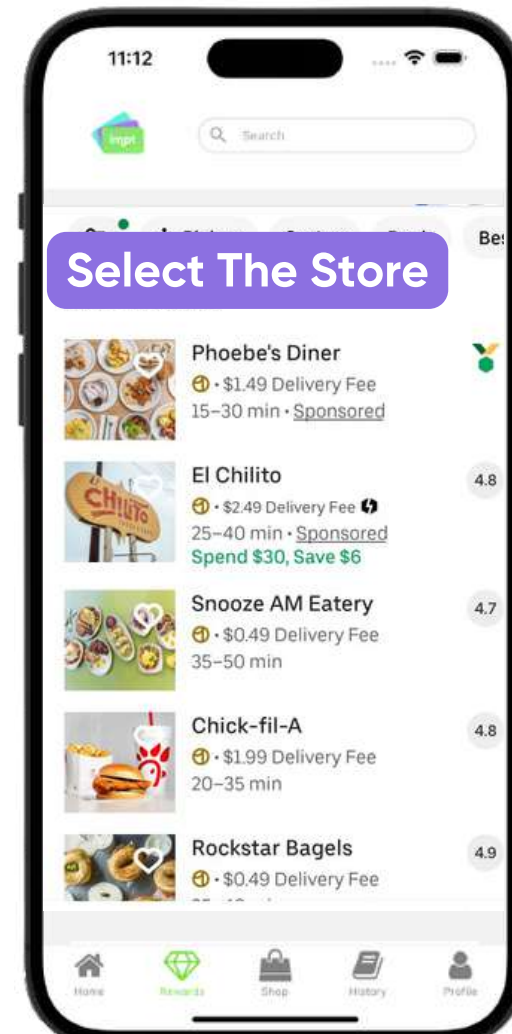 11:12
impt
Search
Bes
Select The Store
Phoebe's Diner
• $1.49 Delivery Fee
15–30 min • Sponsored
El Chilito
• $2.49 Delivery Fee
25–40 min • Sponsored
Spend $30, Save $6
4.8
CHILITO
Snooze AM Eatery
• $0.49 Delivery Fee
35–50 min
4.7
Chick-fil-A
• $1.99 Delivery Fee
20–35 min
4.8
Rockstar Bagels
• $0.49 Delivery Fee
4.9
Home
Rewards
Shop
History
Profile